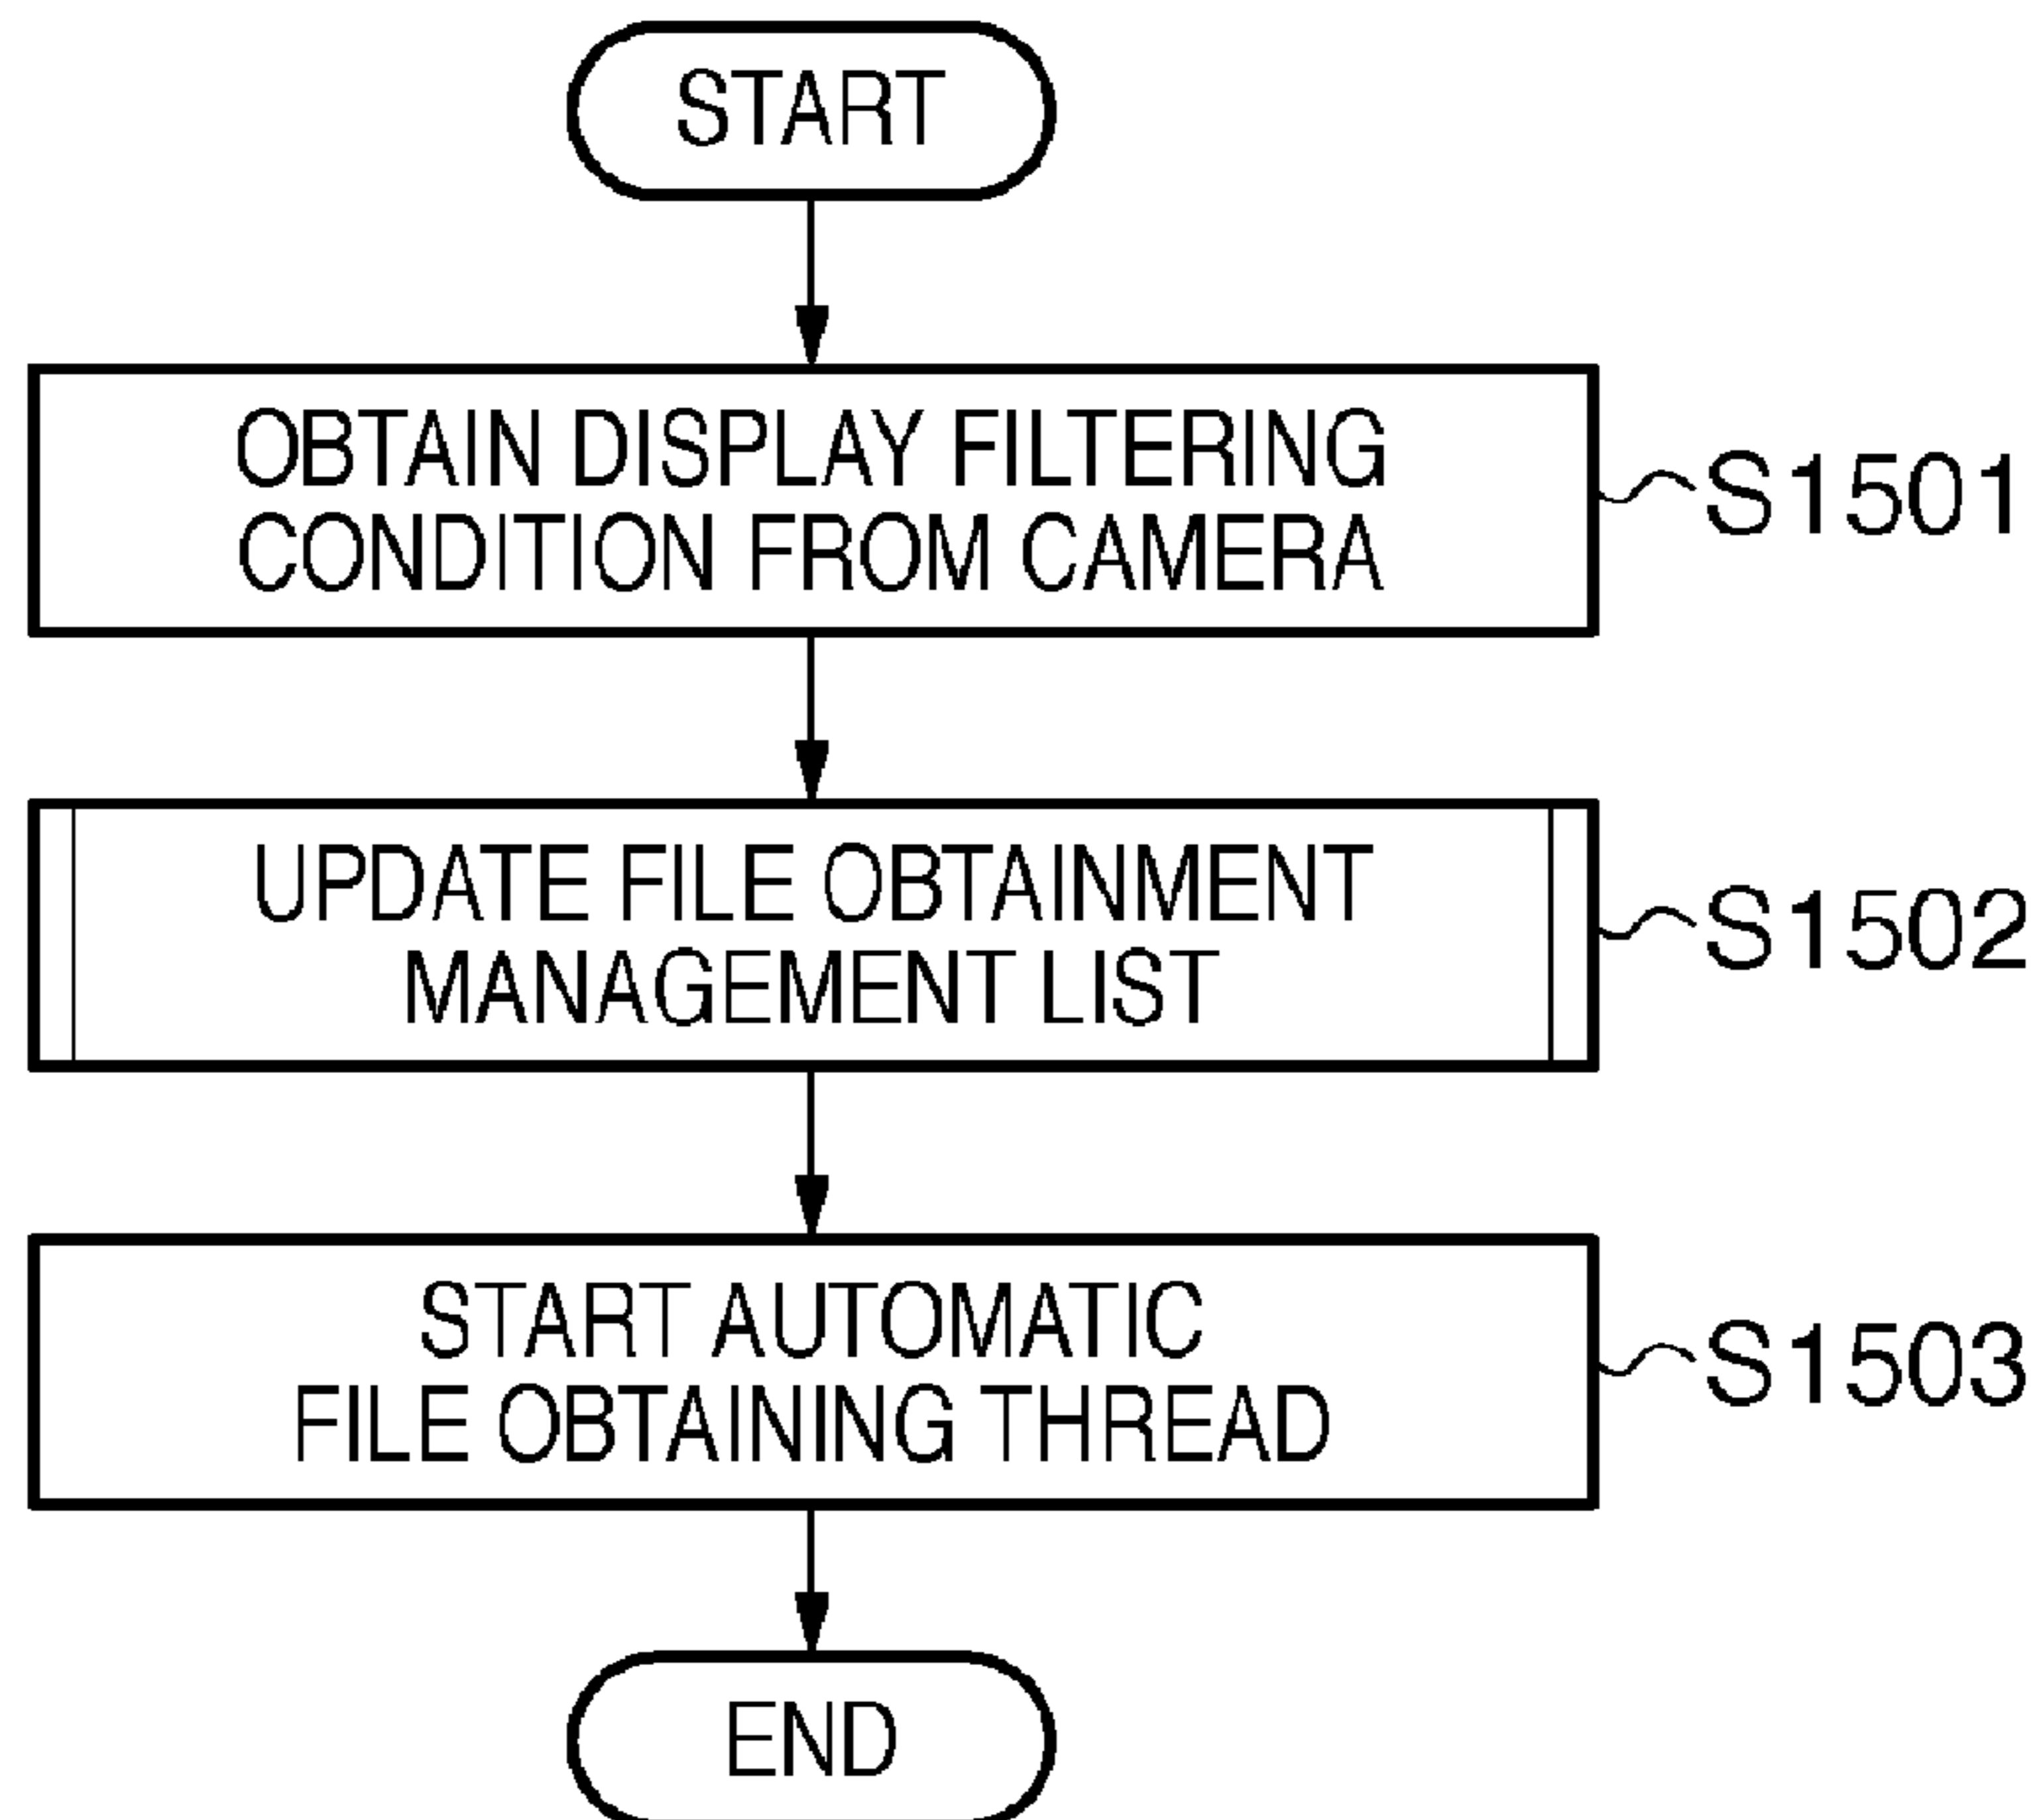 START
OBTAIN DISPLAY FILTERING
CONDITION FROM CAMERA
S1501
UPDATE FILE OBTAINMENT
MANAGEMENT LIST
S1502
START AUTOMATIC
FILE OBTAINING THREAD
S1503
END